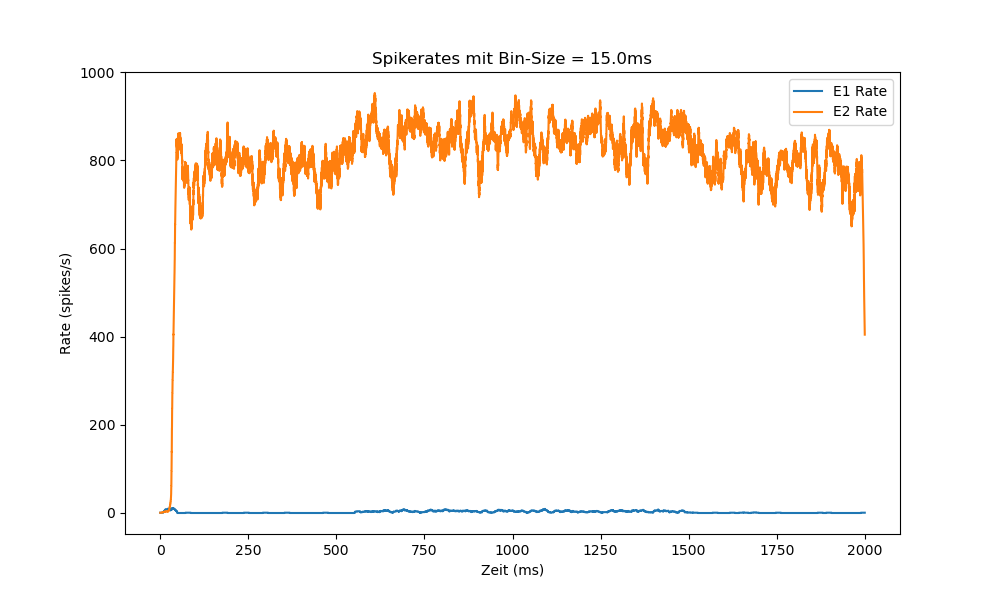 Spikerates mit Bin-Size = 15.0ms
E1 Rate
E2 Rate
Rate (spikes/s)
1000
800
600
400
200
0
0 250 500 750 1000 1250 1500 1750 2000
Zeit (ms)